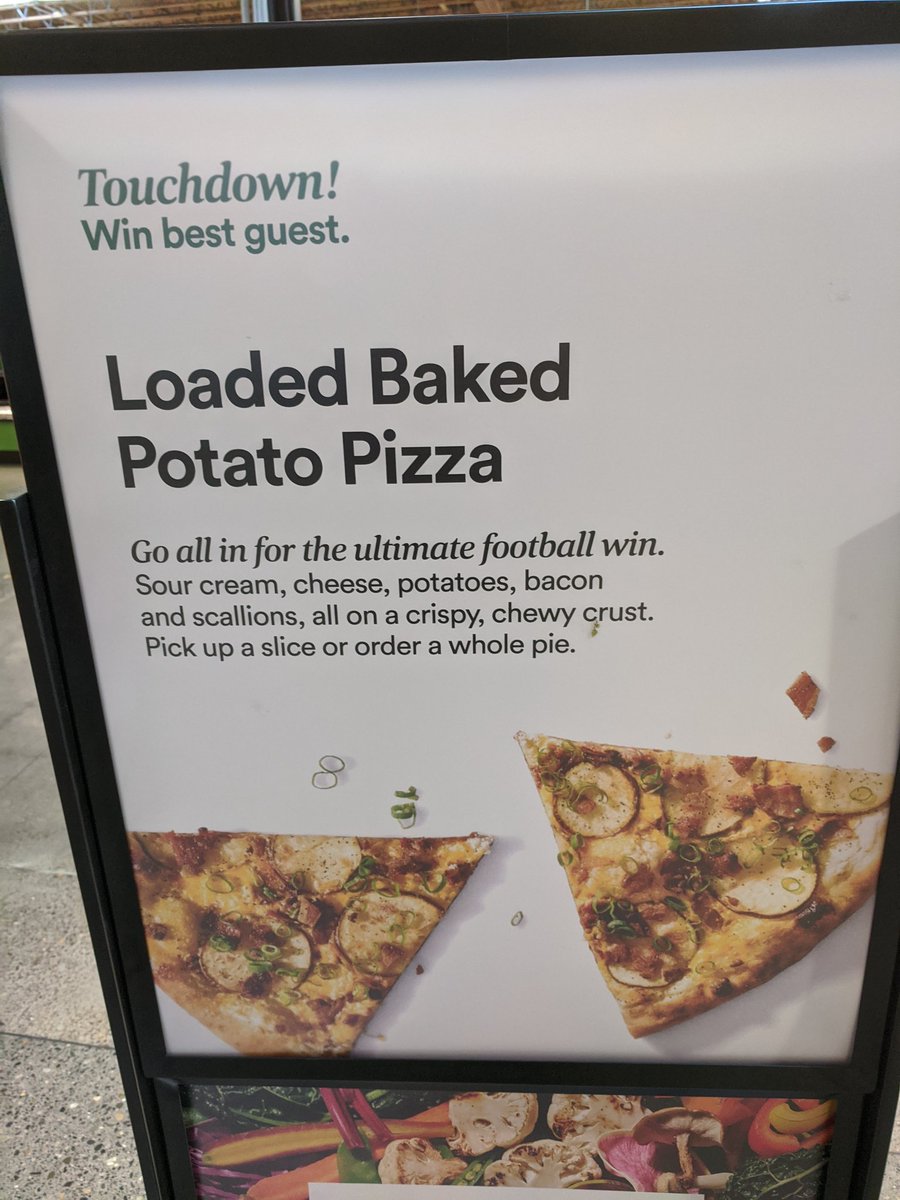 Touchdown!
Win best guest.
Loaded Baked
Potato Pizza
Go all in for the ultimate football win.
Sour cream, cheese, potatoes, bacon
and scallions, all on a crispy, chewy crust.
Pick up a slice or order a whole pie.